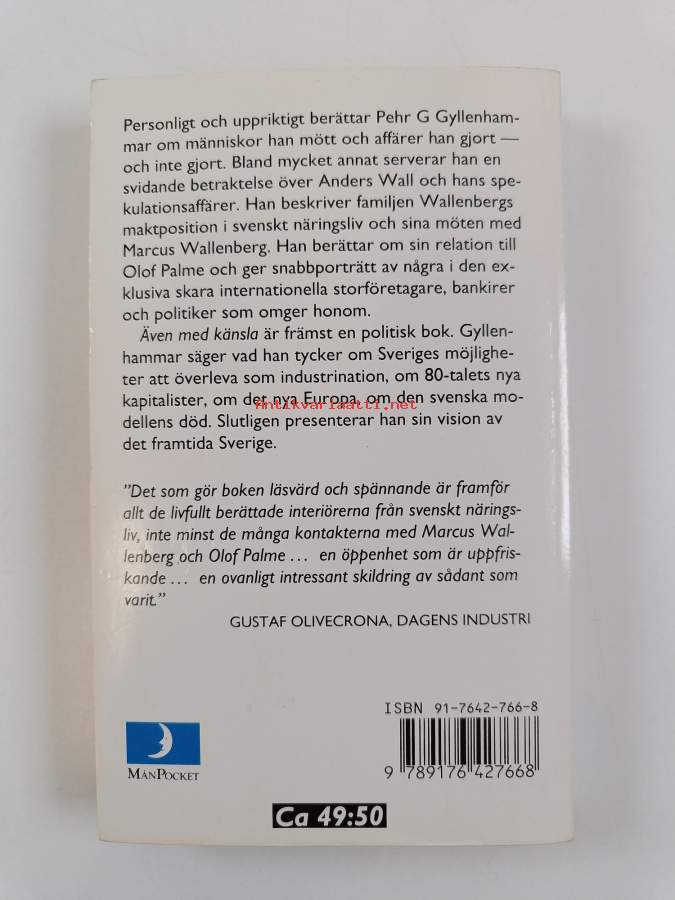 Personligt och uppriktigt berättar Pehr G Gyllenham-
mar om människor han mött och affärer han gjort —
och inte gjort. Bland mycket annat serverar han en
svidande betraktelse över Anders Wall och hans spe-
kulationsaffärer. Han beskriver familjen Wallenbergs
maktposition i svenskt näringsliv och sina möten med
Marcus Wallenberg. Han berättar om sin relation till
Olof Palme och ger snabbporträtt av några i den ex-
klusiva skara internationella storföretagare, bankirer
och politiker som omger honom.
Även med känsla är främst en politisk bok. Gyllen-
hammar säger vad han tycker om Sveriges möjlighe-
ter att överleva som industrination, om 80-talets nya
kapitalister, om det nya Europa, om den svenska mo-
Antikvariaatti.net
dellens död. Slutligen presenterar han sin vision av
det framtida Sverige.
”Det som gör boken läsvärd och spännande är framför
allt de livfullt berättade interiörerna från svenskt närings-
liv, inte minst de många kontakterna med Marcus Wal-
lenberg och Olof Palme ... en öppenhet som är uppfris-
kande ... en ovanligt intressant skildring av sådant som
varit.”
GUSTAF OLIVECRONA, DAGENS INDUSTRI
ISBN 91-7642-766-8
9 789176 427668
MÅNPOCKET
Ca 49:50